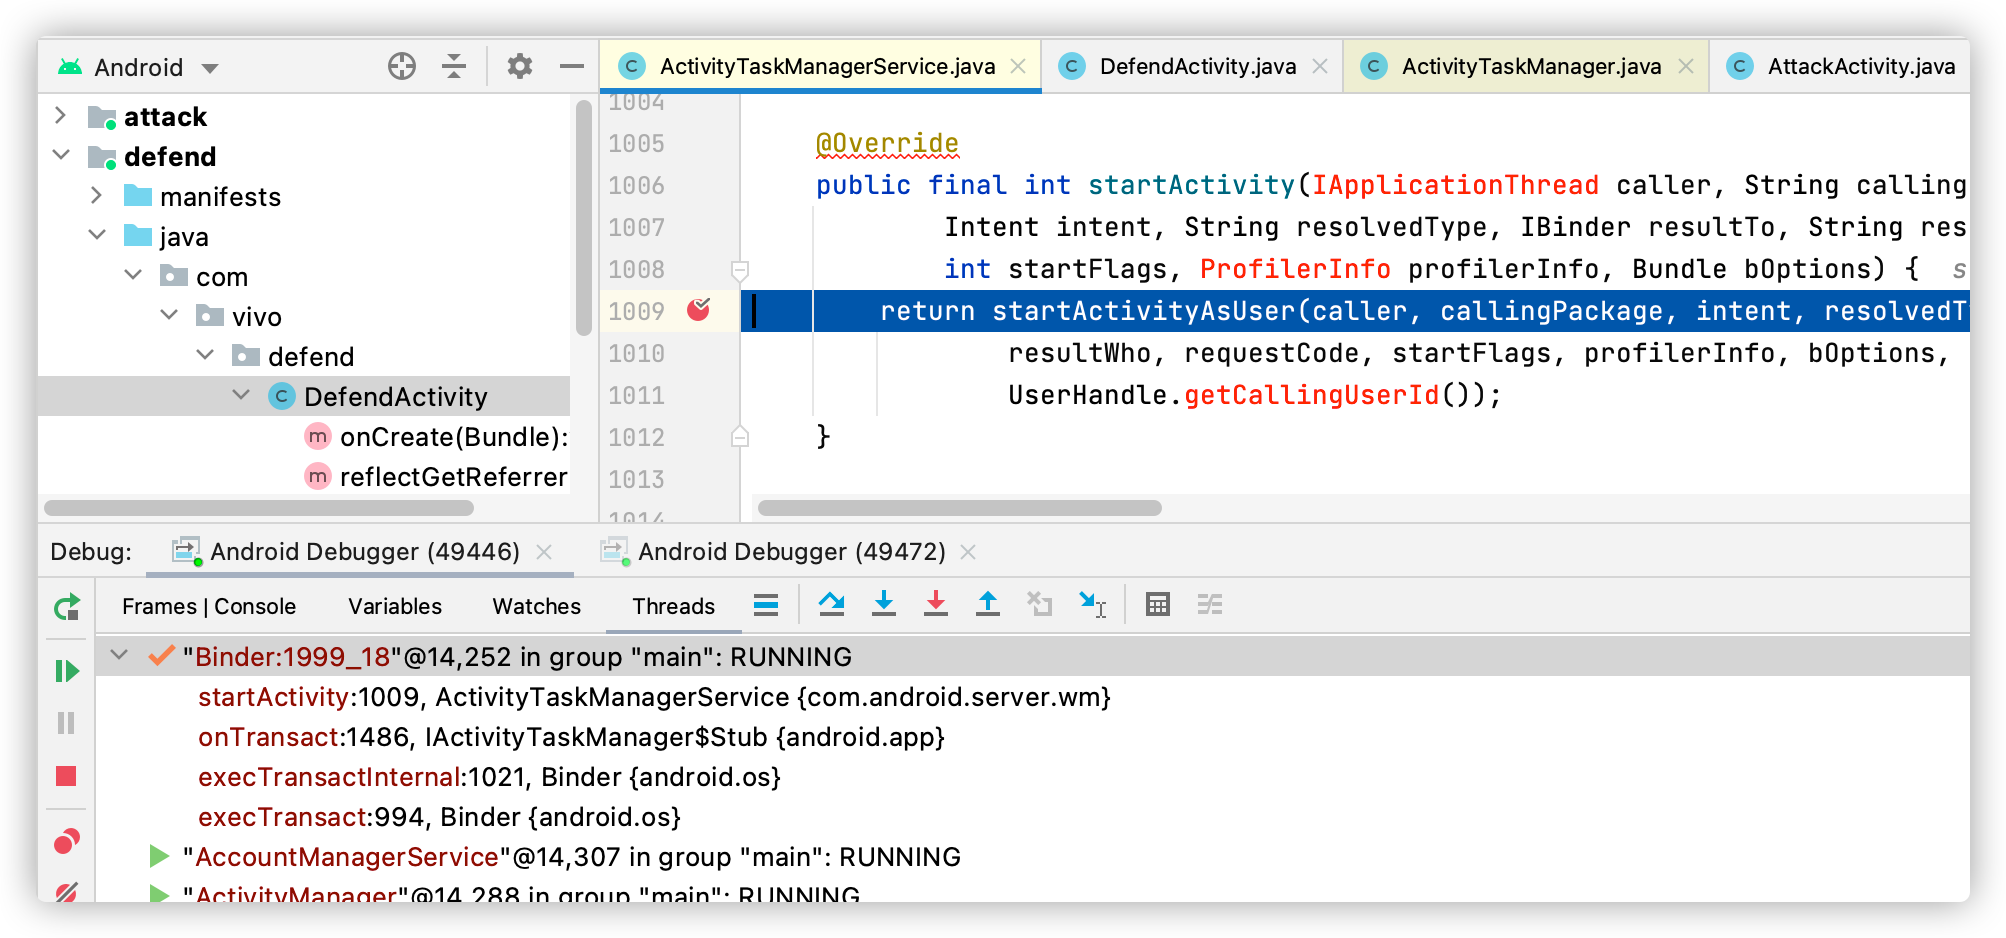 Android
ActivityTaskManagerService.java
DefendActivity.java
ActivityTaskManager.java
AttackActivity.java
attack
defend
manifests
java
com
vivo
defend
DefendActivity
onCreate(Bundle):
reflectGetReferrer
1004
1005 @Override
1006 public final int startActivity(IApplicationThread caller, String calling
1007 Intent intent, String resolvedType, IBinder resultTo, String res
1008 int startFlags, ProfilerInfo profilerInfo, Bundle bOptions) { s
1009 return startActivityAsUser(caller, callingPackage, intent, resolvedT
1010 resultWho, requestCode, startFlags, profilerInfo, bOptions,
1011 UserHandle.getCallingUserId());
1012 }
1013
1014
Debug: Android Debugger (49446) Android Debugger (49472)
Frames | Console Variables Watches Threads
"Binder:1999_18"@14,252 in group "main": RUNNING
startActivity:1009, ActivityTaskManagerService {com.android.server.wm}
onTransact:1486, IActivityTaskManager$Stub {android.app}
execTransactInternal:1021, Binder {android.os}
execTransact:994, Binder {android.os}
"AccountManagerService"@14,307 in group "main": RUNNING
"ActivityManager"@14,288 in group "main": RUNNING